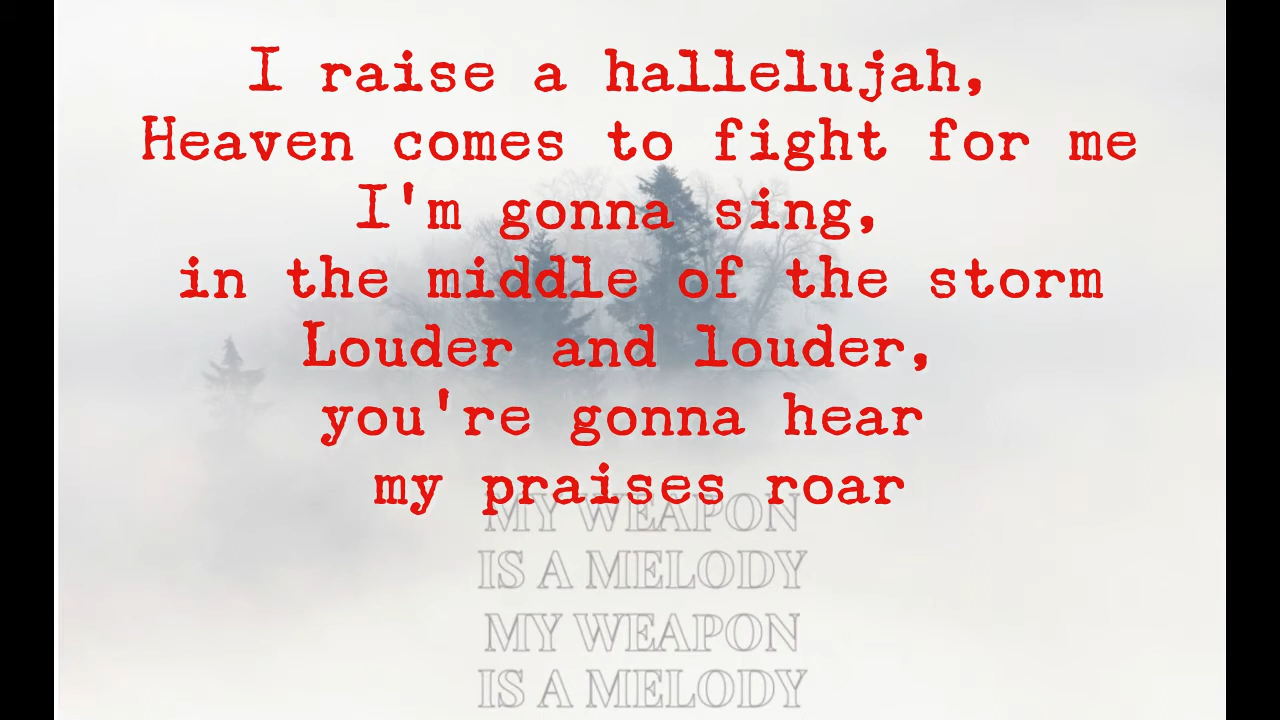 I raise a hallelujah,
Heaven comes to fight for me
I'm gonna sing,
in the middle of the storm
Louder and louder,
you're gonna hear
my praises roar
MY WEAPON
IS A MELODY
MY WEAPON
IS A MELODY